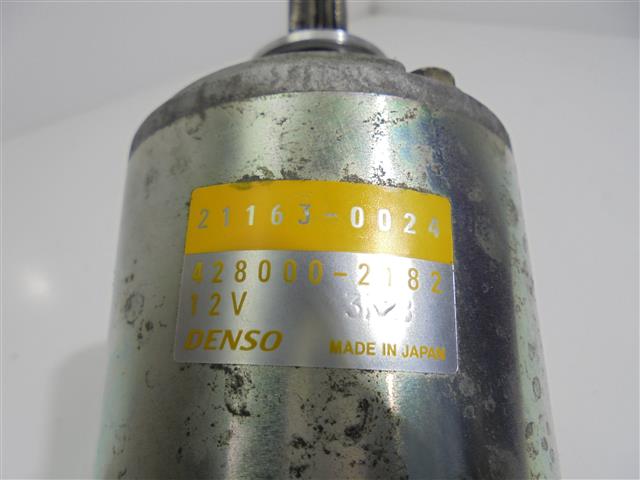 21163-0024
428000-2182
12V
DENSO MADE IN JAPAN